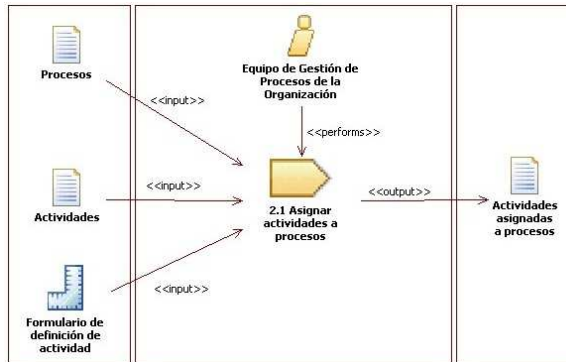 Procesos
<<input>>
Equipo de Gestión de
Procesos de la
Organización
<<performs>>
Actividades
<<input>>
2.1 Asignar
actividades a
procesos
<<output>>
Actividades
asignadas
a procesos
<<input>>
Formulario de
definición de
actividad